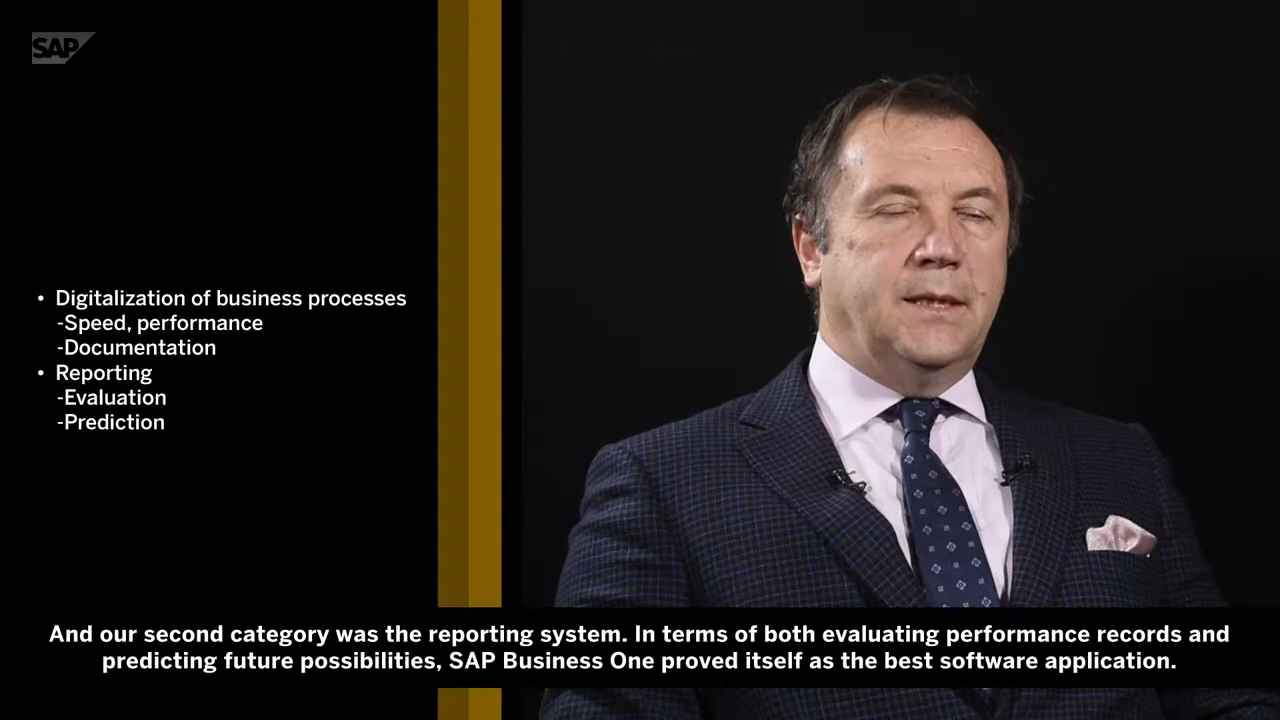 SAP
• Digitalization of business processes
-Speed, performance
-Documentation
• Reporting
-Evaluation
-Prediction
And our second category was the reporting system. In terms of both evaluating performance records and
predicting future possibilities, SAP Business One proved itself as the best software application.